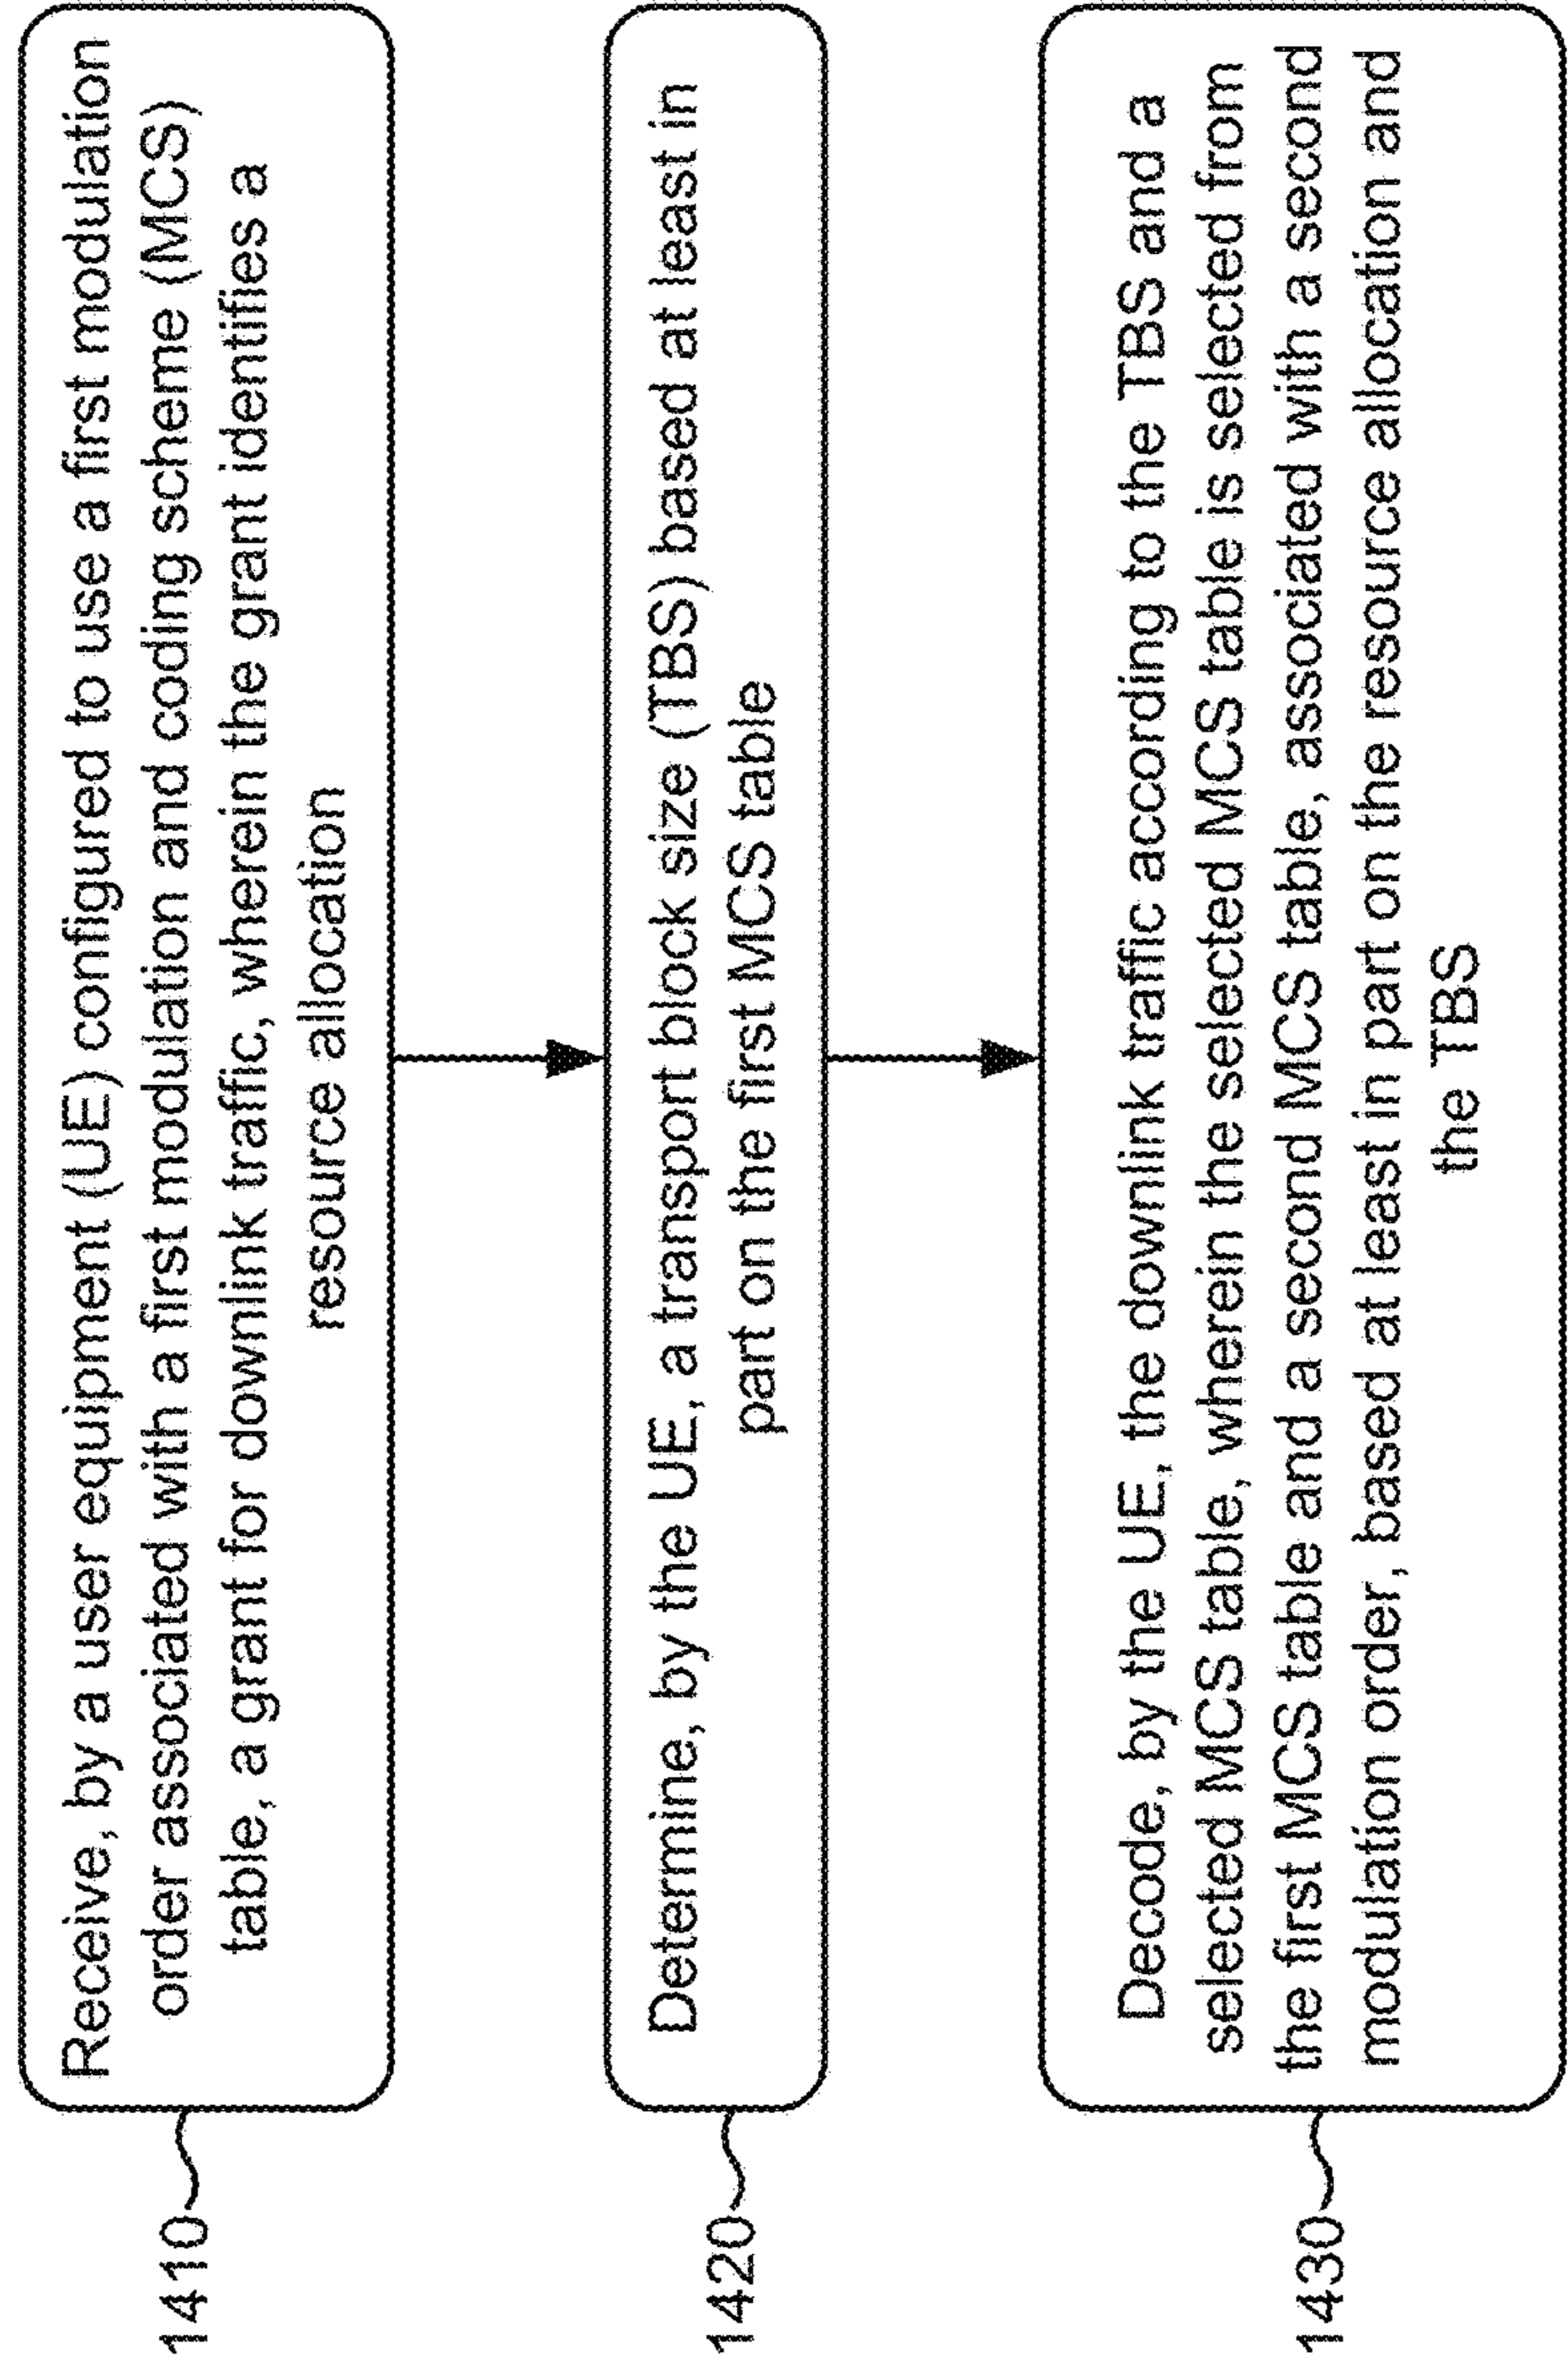 1410
Receive, by a user equipment (UE) configured to use a first modulation
order associated with a first modulation and coding scheme (MCS)
table, a grant for downlink traffic, wherein the grant identifies a
resource allocation
1420
Determine, by the UE, a transport block size (TBS) based at least in
part on the first MCS table
1430
Decode, by the UE, the downlink traffic according to the TBS and a
selected MCS table, wherein the selected MCS table is selected from
the first MCS table and a second MCS table, associated with a second
modulation order, based at least in part on the resource allocation and
the TBS